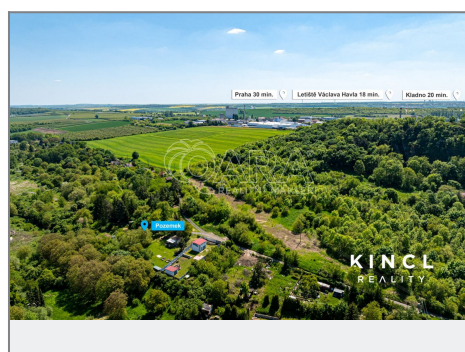 Praha 30 min. Letiště Václava Havla 18 min. Kladno 20 min.
Pozemek
KINCL
REALITY